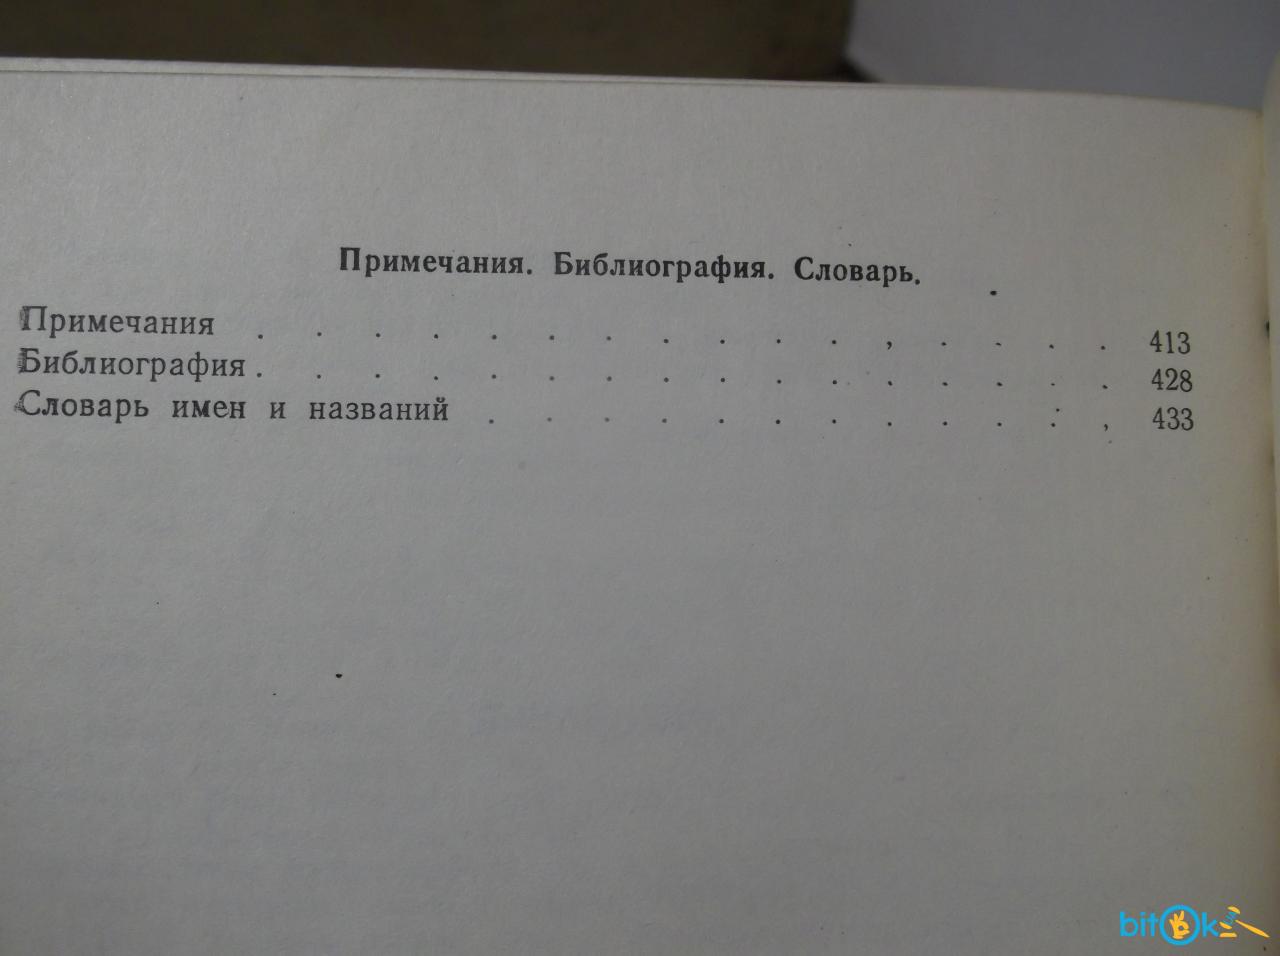 Примечания. Библиография. Словарь.
Примечания . . . . . . . . . . . , . . . . 413
Библиография . . . . . . . . . . . . . . . . 428
Словарь имен и названий . . . . . . . . . . : , 433
bitOk